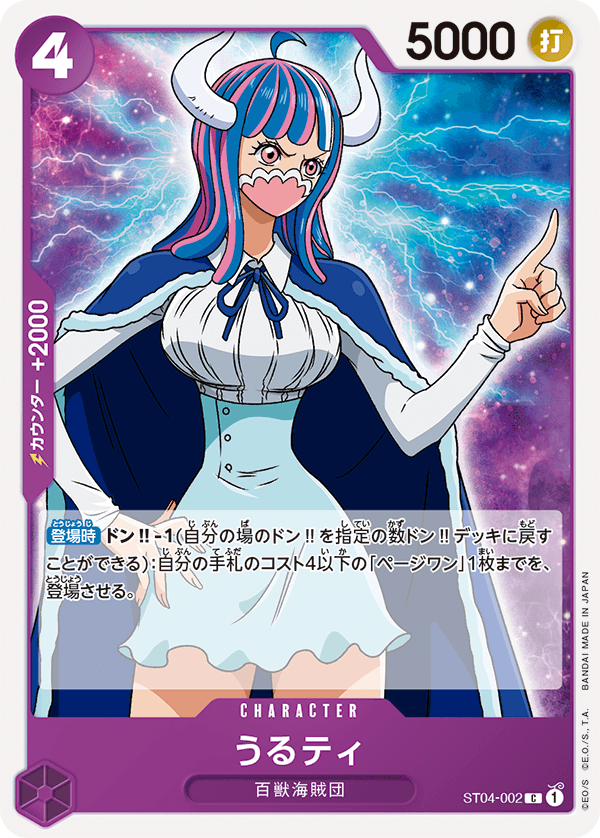 4
5000 打
カウンター +2000
登場時 ドン!!-1(自分の場のドン!!を指定の数ドン!!デッキに戻す
ことができる):自分の手札のコスト4以下の「ページワン」1枚までを、
登場させる。
CHARACTER
うるティ
百獣海賊団
ST04-002 C 1
©EO/S ©E.O./S., T.A. BANDAI MADE IN JAPAN